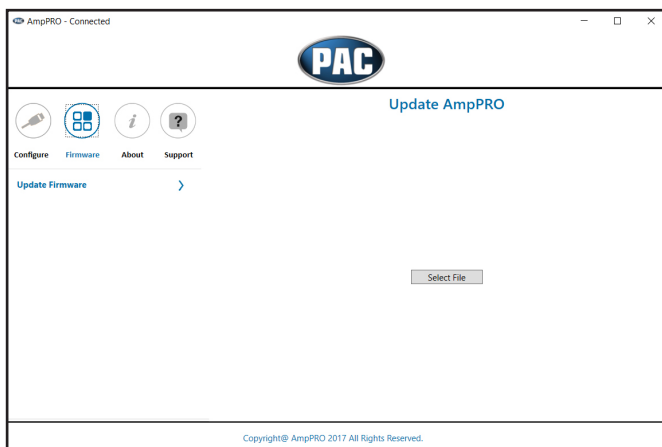 AmpPRO - Connected
PAC
Update AmpPRO
Configure Firmware About Support
Update Firmware
Select File
Copyright@ AmpPRO 2017 All Rights Reserved.